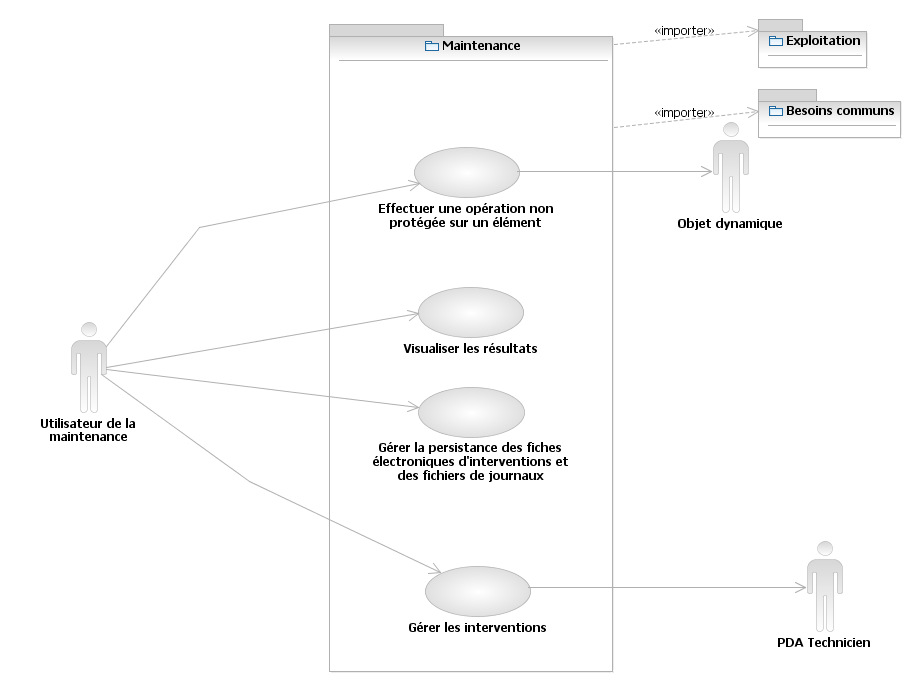 Maintenance
«importer»
Exploitation
«importer»
Besoins communs
Effectuer une opération non
protégée sur un élément
Objet dynamique
Visualiser les résultats
Utilisateur de la
maintenance
Gérer la persistance des fiches
électroniques d'interventions et
des fichiers de journaux
Gérer les interventions
PDA Technicien